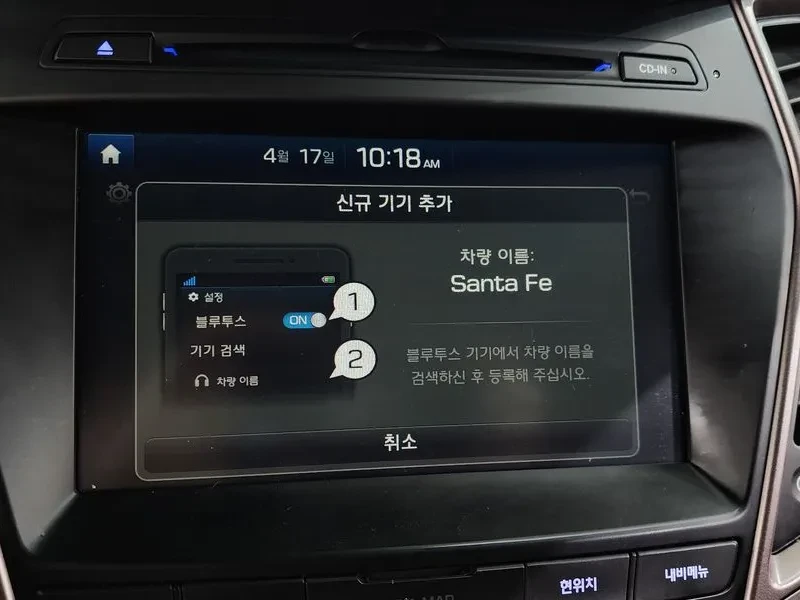 CD-IN
4월 17일 10:18 AM
신규 기기 추가
설정
블루투스 ON
기기 검색
차량 이름
1
2
차량 이름:
Santa Fe
블루투스 기기에서 차량 이름을
검색하신 후 등록해 주십시오.
취소
MAP
현위치
내비메뉴